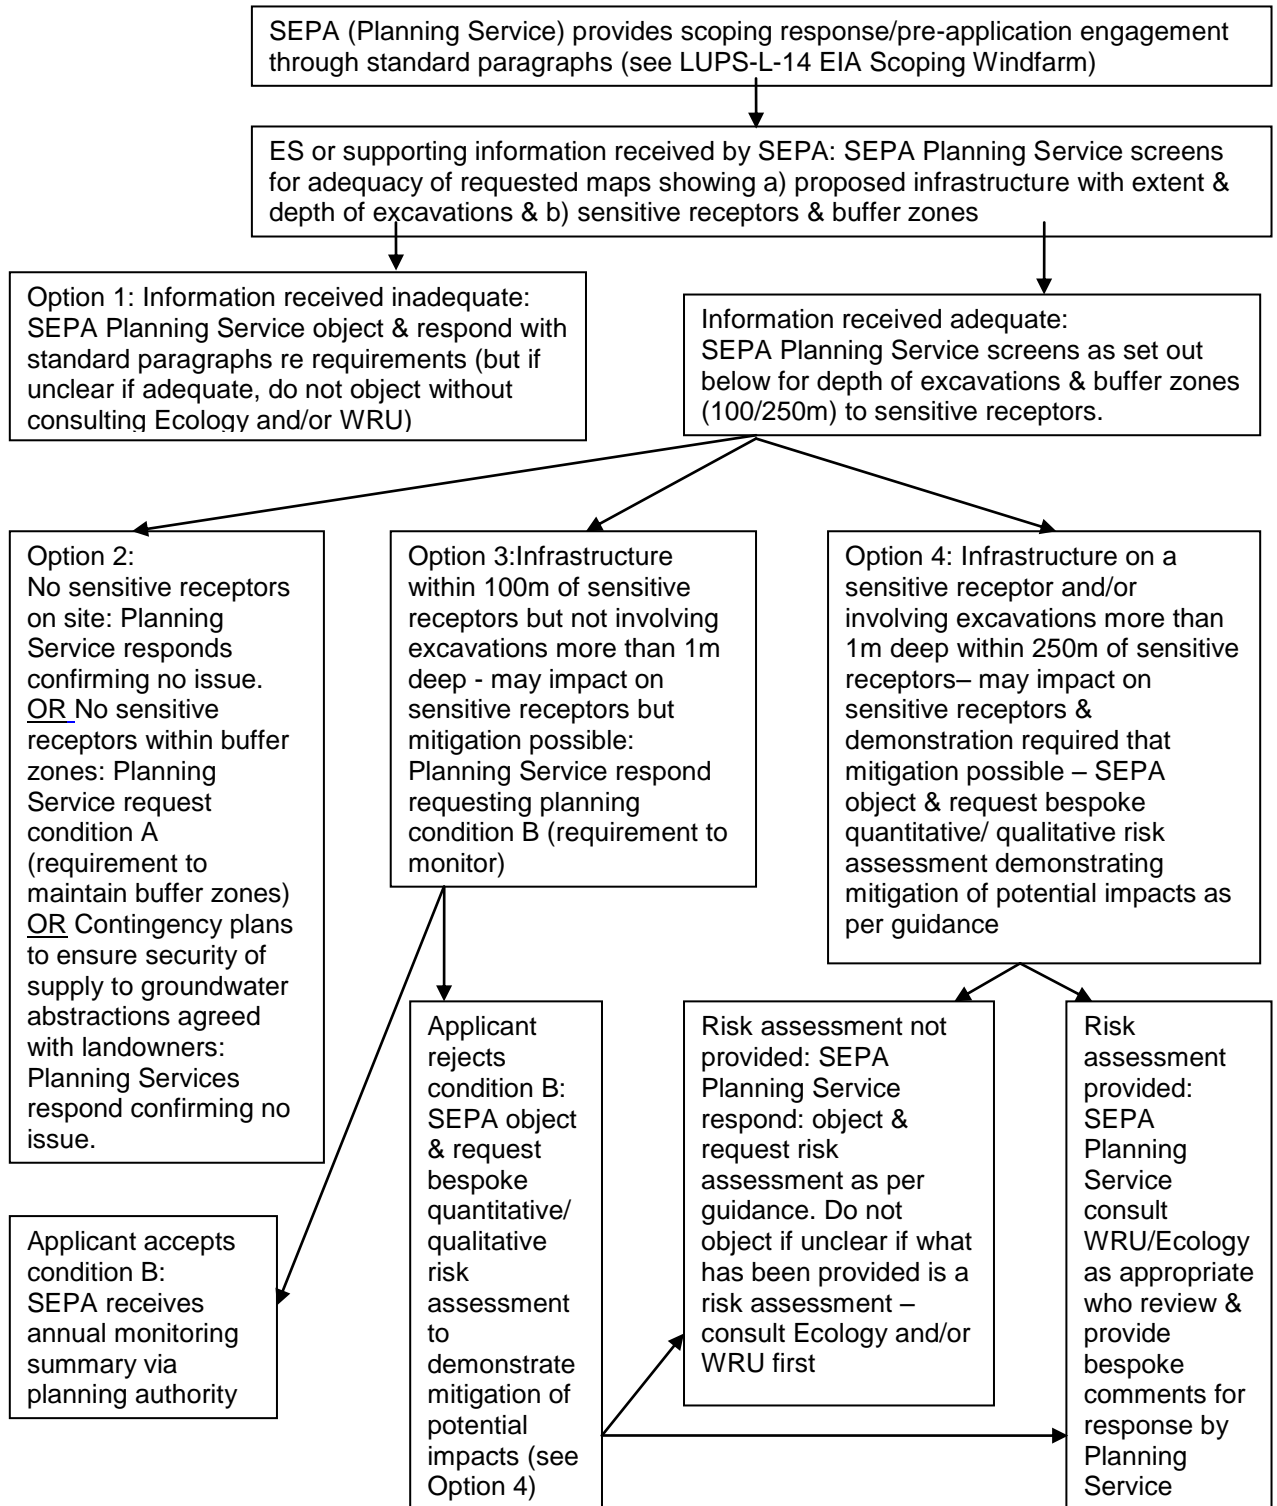 SEPA (Planning Service) provides scoping response/pre-application engagement
through standard paragraphs (see LUPS-L-14 EIA Scoping Windfarm)
ES or supporting information received by SEPA: SEPA Planning Service screens
for adequacy of requested maps showing a) proposed infrastructure with extent &
depth of excavations & b) sensitive receptors & buffer zones
Option 1: Information received inadequate:
SEPA Planning Service object & respond with
standard paragraphs re requirements (but if
unclear if adequate, do not object without
consulting Ecology and/or WRU)
Information received adequate:
SEPA Planning Service screens as set out
below for depth of excavations & buffer zones
(100/250m) to sensitive receptors.
Option 2:
No sensitive receptors
on site: Planning
Service responds
confirming no issue.
OR No sensitive
receptors within buffer
zones: Planning
Service request
condition A
(requirement to
maintain buffer zones)
OR Contingency plans
to ensure security of
supply to groundwater
abstractions agreed
with landowners:
Planning Services
respond confirming no
issue.
Option 3:Infrastructure
within 100m of sensitive
receptors but not involving
excavations more than 1m
deep - may impact on
sensitive receptors but
mitigation possible:
Planning Service respond
requesting planning
condition B (requirement to
monitor)
Option 4: Infrastructure on a
sensitive receptor and/or
involving excavations more than
1m deep within 250m of sensitive
receptors– may impact on
sensitive receptors &
demonstration required that
mitigation possible – SEPA
object & request bespoke
quantitative/ qualitative risk
assessment demonstrating
mitigation of potential impacts as
per guidance
Applicant accepts
condition B:
SEPA receives
annual monitoring
summary via
planning authority
Applicant
rejects
condition B:
SEPA object
& request
bespoke
quantitative/
qualitative
risk
assessment
to
demonstrate
mitigation of
potential
impacts (see
Option 4)
Risk assessment not
provided: SEPA
Planning Service
respond: object &
request risk
assessment as per
guidance. Do not
object if unclear if what
has been provided is a
risk assessment –
consult Ecology and/or
WRU first
Risk
assessment
provided:
SEPA
Planning
Service
consult
WRU/Ecology
as appropriate
who review &
provide
bespoke
comments for
response by
Planning
Service